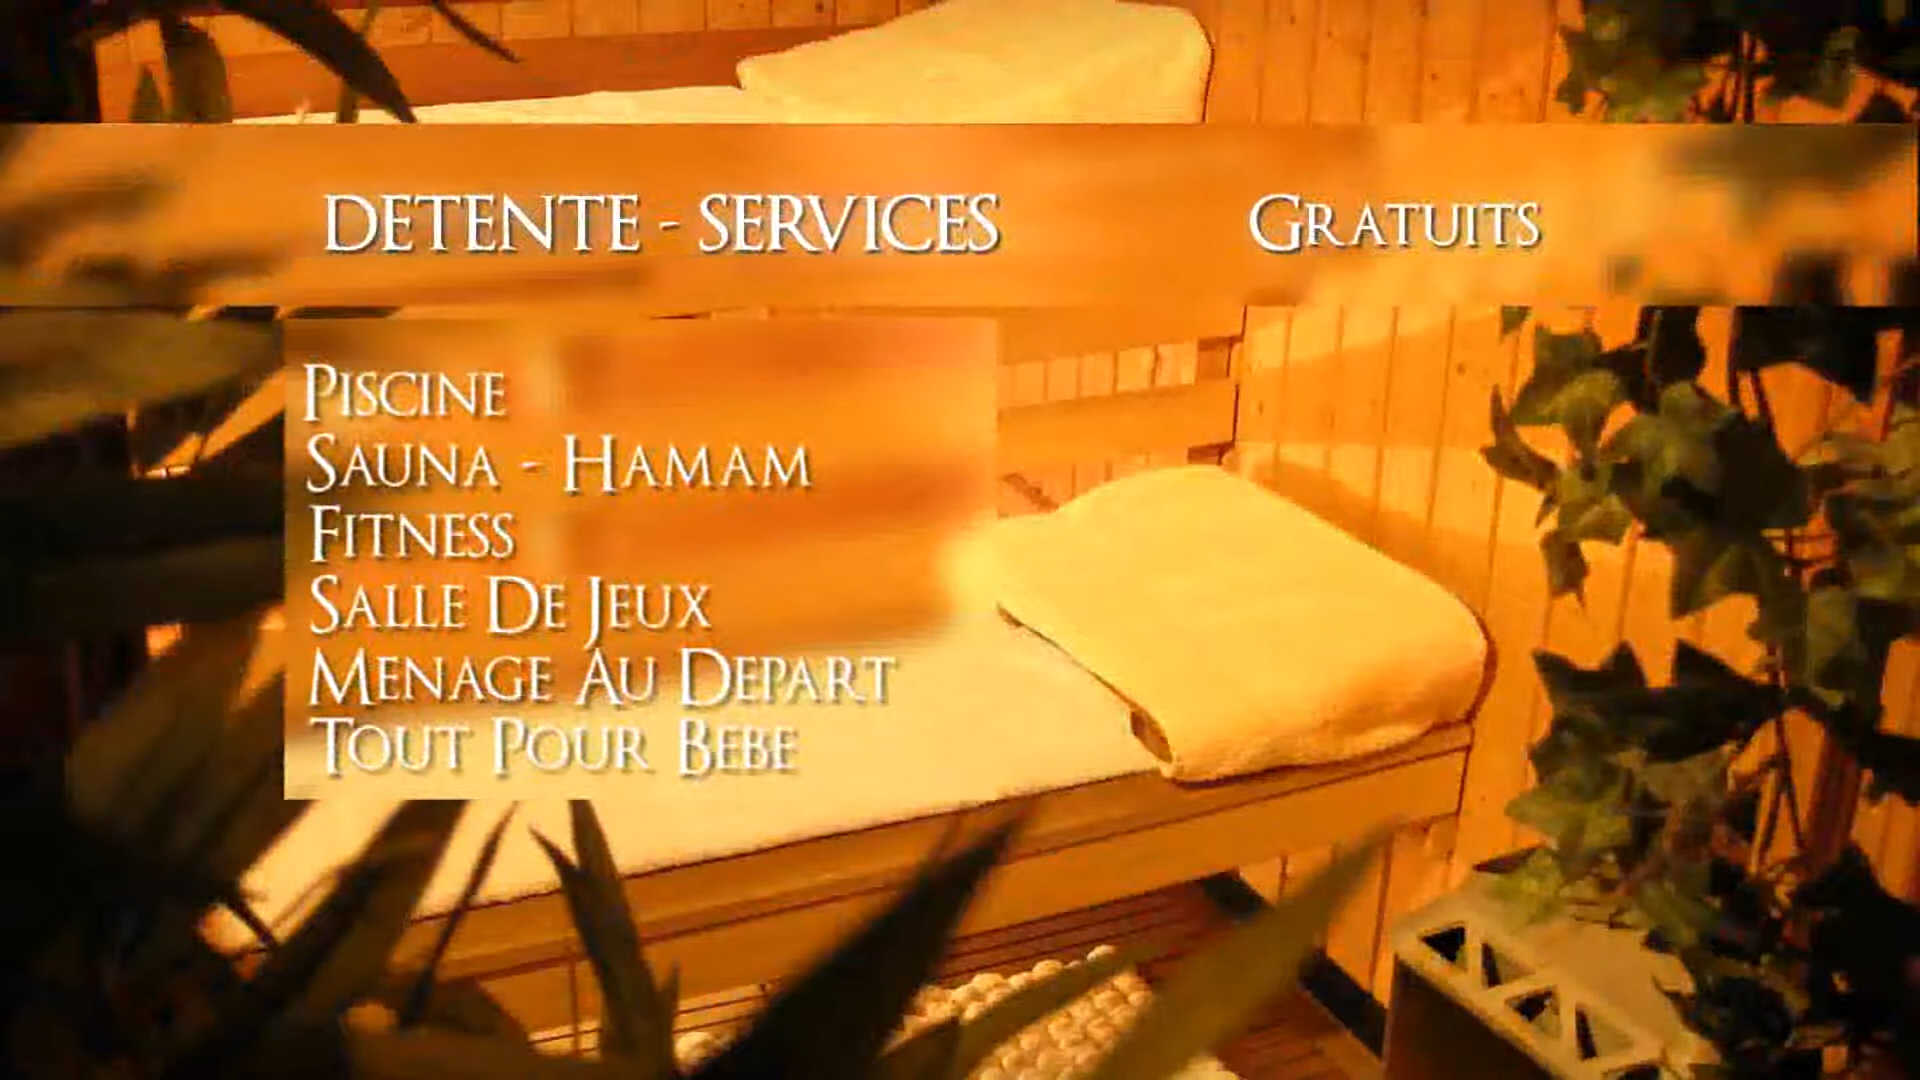 DETENTE - SERVICES GRATUITS
PISCINE
SAUNA - HAMAM
FITNESS
SALLE DE JEUX
MENAGE AU DEPART
TOUT POUR BEBE